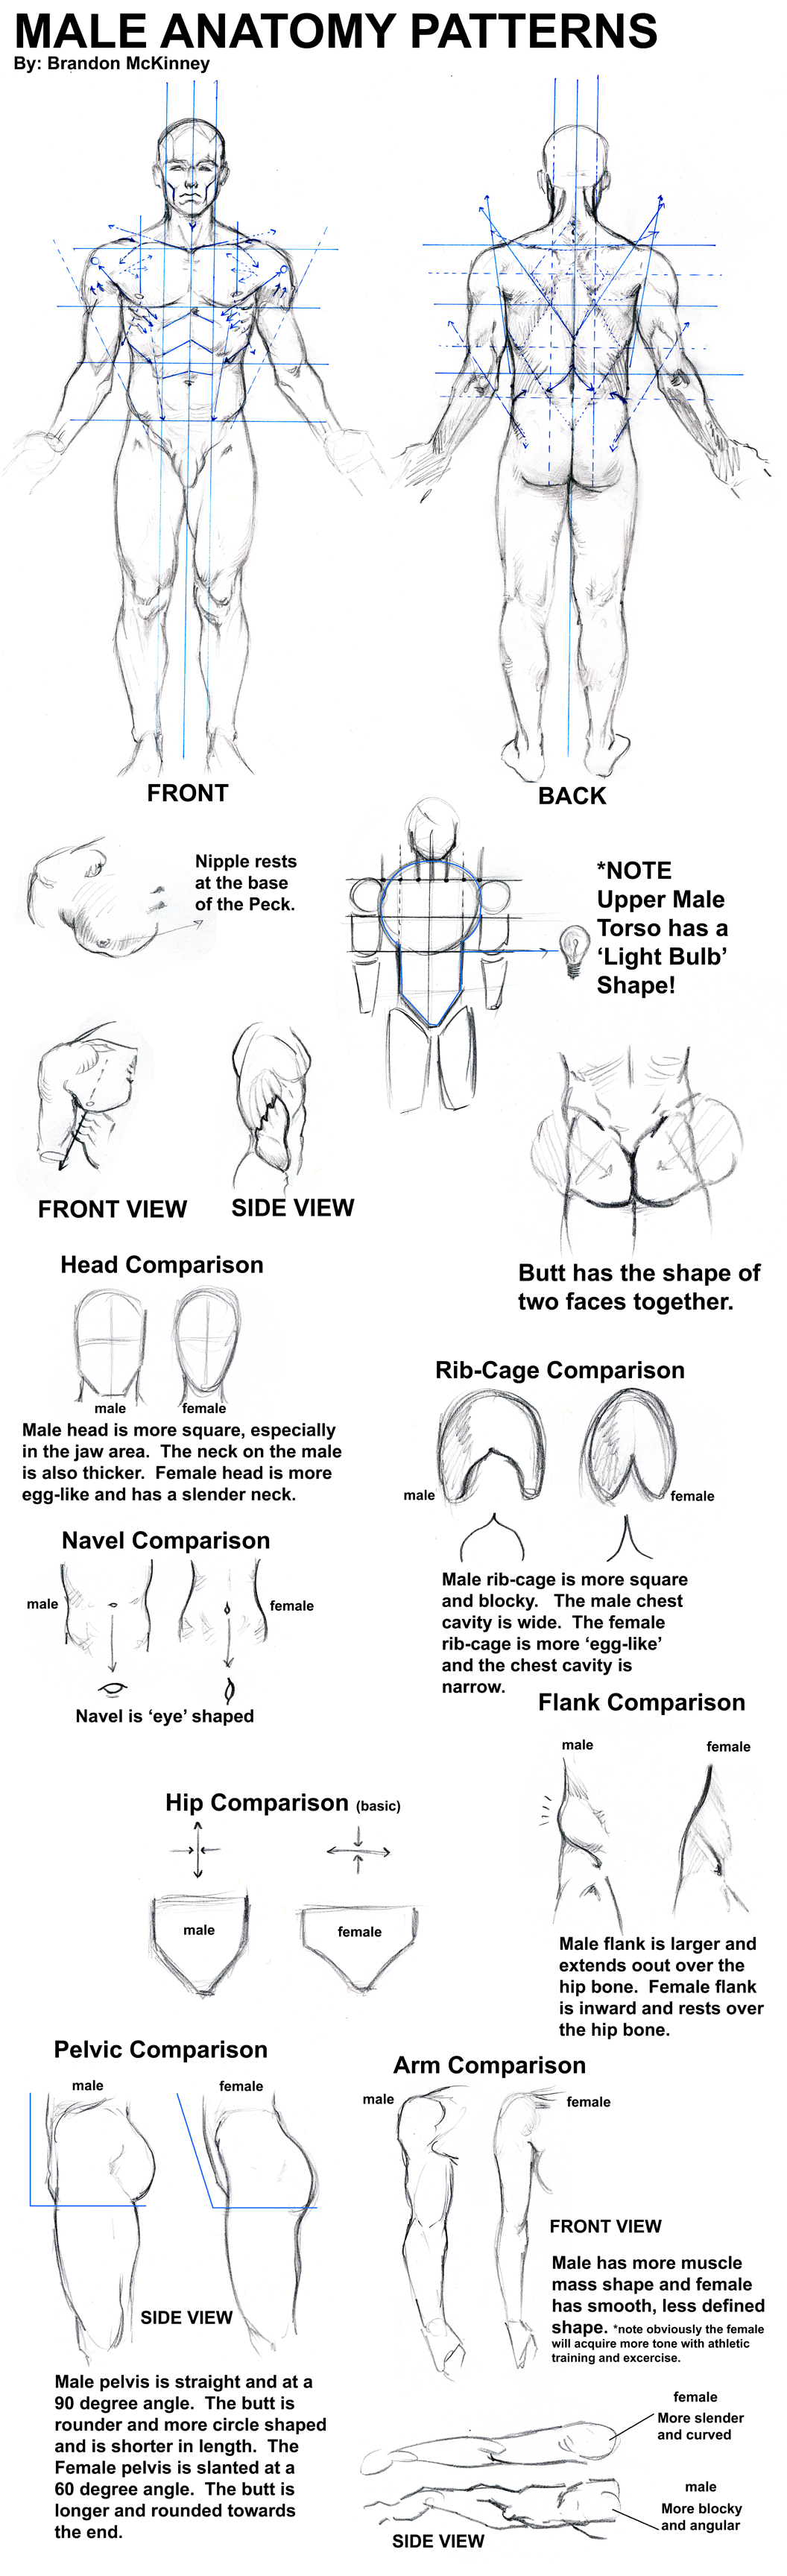 MALE ANATOMY PATTERNS
By: Brandon McKinney
FRONT
BACK
Nipple rests
at the base
of the Peck.
*NOTE
Upper Male
Torso has a
‘Light Bulb’
Shape!
FRONT VIEW
SIDE VIEW
Butt has the shape of
two faces together.
Head Comparison
male
female
Male head is more square, especially
in the jaw area. The neck on the male
is also thicker. Female head is more
egg-like and has a slender neck.
Rib-Cage Comparison
male
female
Male rib-cage is more square
and blocky. The male chest
cavity is wide. The female
rib-cage is more ‘egg-like’
and the chest cavity is
narrow.
Navel Comparison
male
female
Navel is ‘eye’ shaped
Flank Comparison
male
female
Male flank is larger and
extends oout over the
hip bone. Female flank
is inward and rests over
the hip bone.
Hip Comparison (basic)
male
female
Pelvic Comparison
male
female
SIDE VIEW
Male pelvis is straight and at a
90 degree angle. The butt is
rounder and more circle shaped
and is shorter in length. The
Female pelvis is slanted at a
60 degree angle. The butt is
longer and rounded towards
the end.
Arm Comparison
male
female
FRONT VIEW
Male has more muscle
mass shape and female
has smooth, less defined
shape. *note obviously the female
will acquire more tone with athletic
training and excercise.
female
More slender
and curved
male
More blocky
and angular
SIDE VIEW